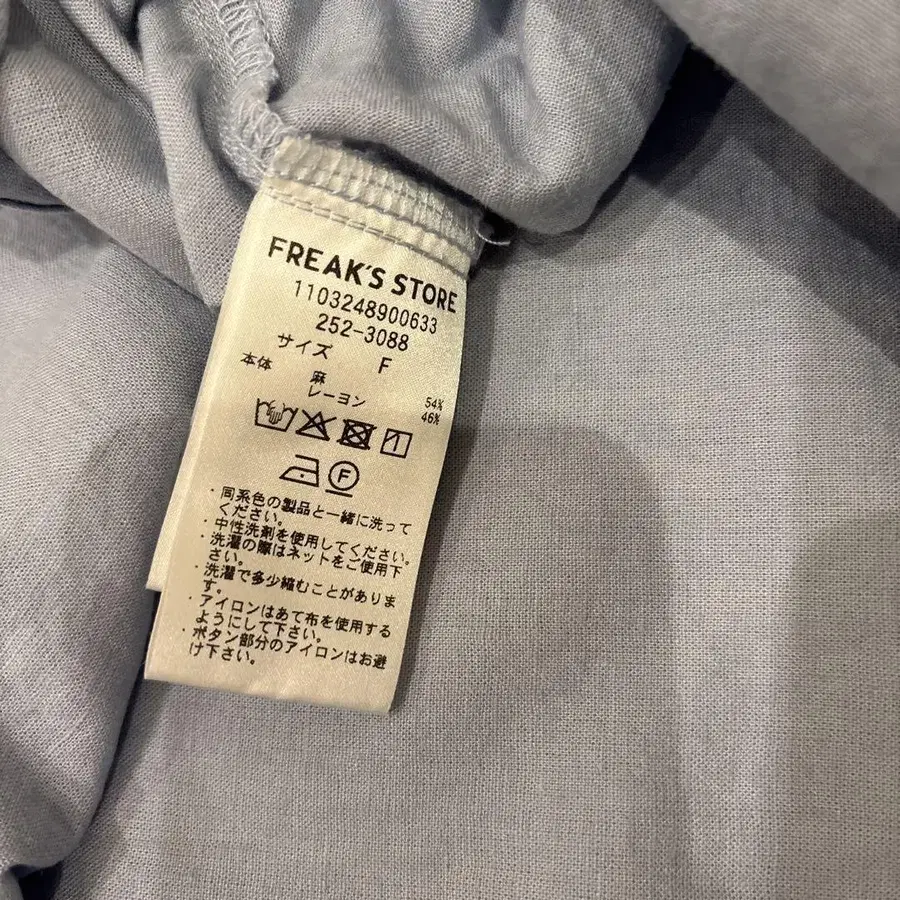 FREAK'S STORE
1103248900633
252-3088
サイズ F
本体 麻 54%
レーヨン 46%
F
・同系色の製品と一緒に洗って
ください。
・中性洗剤を使用してください。
・洗濯の際はネットをご使用下
さい。
・洗濯で多少縮むことがありま
す。
・アイロンはあて布を使用する
ようにして下さい。
・ボタン部分のアイロンはお避
け下さい。